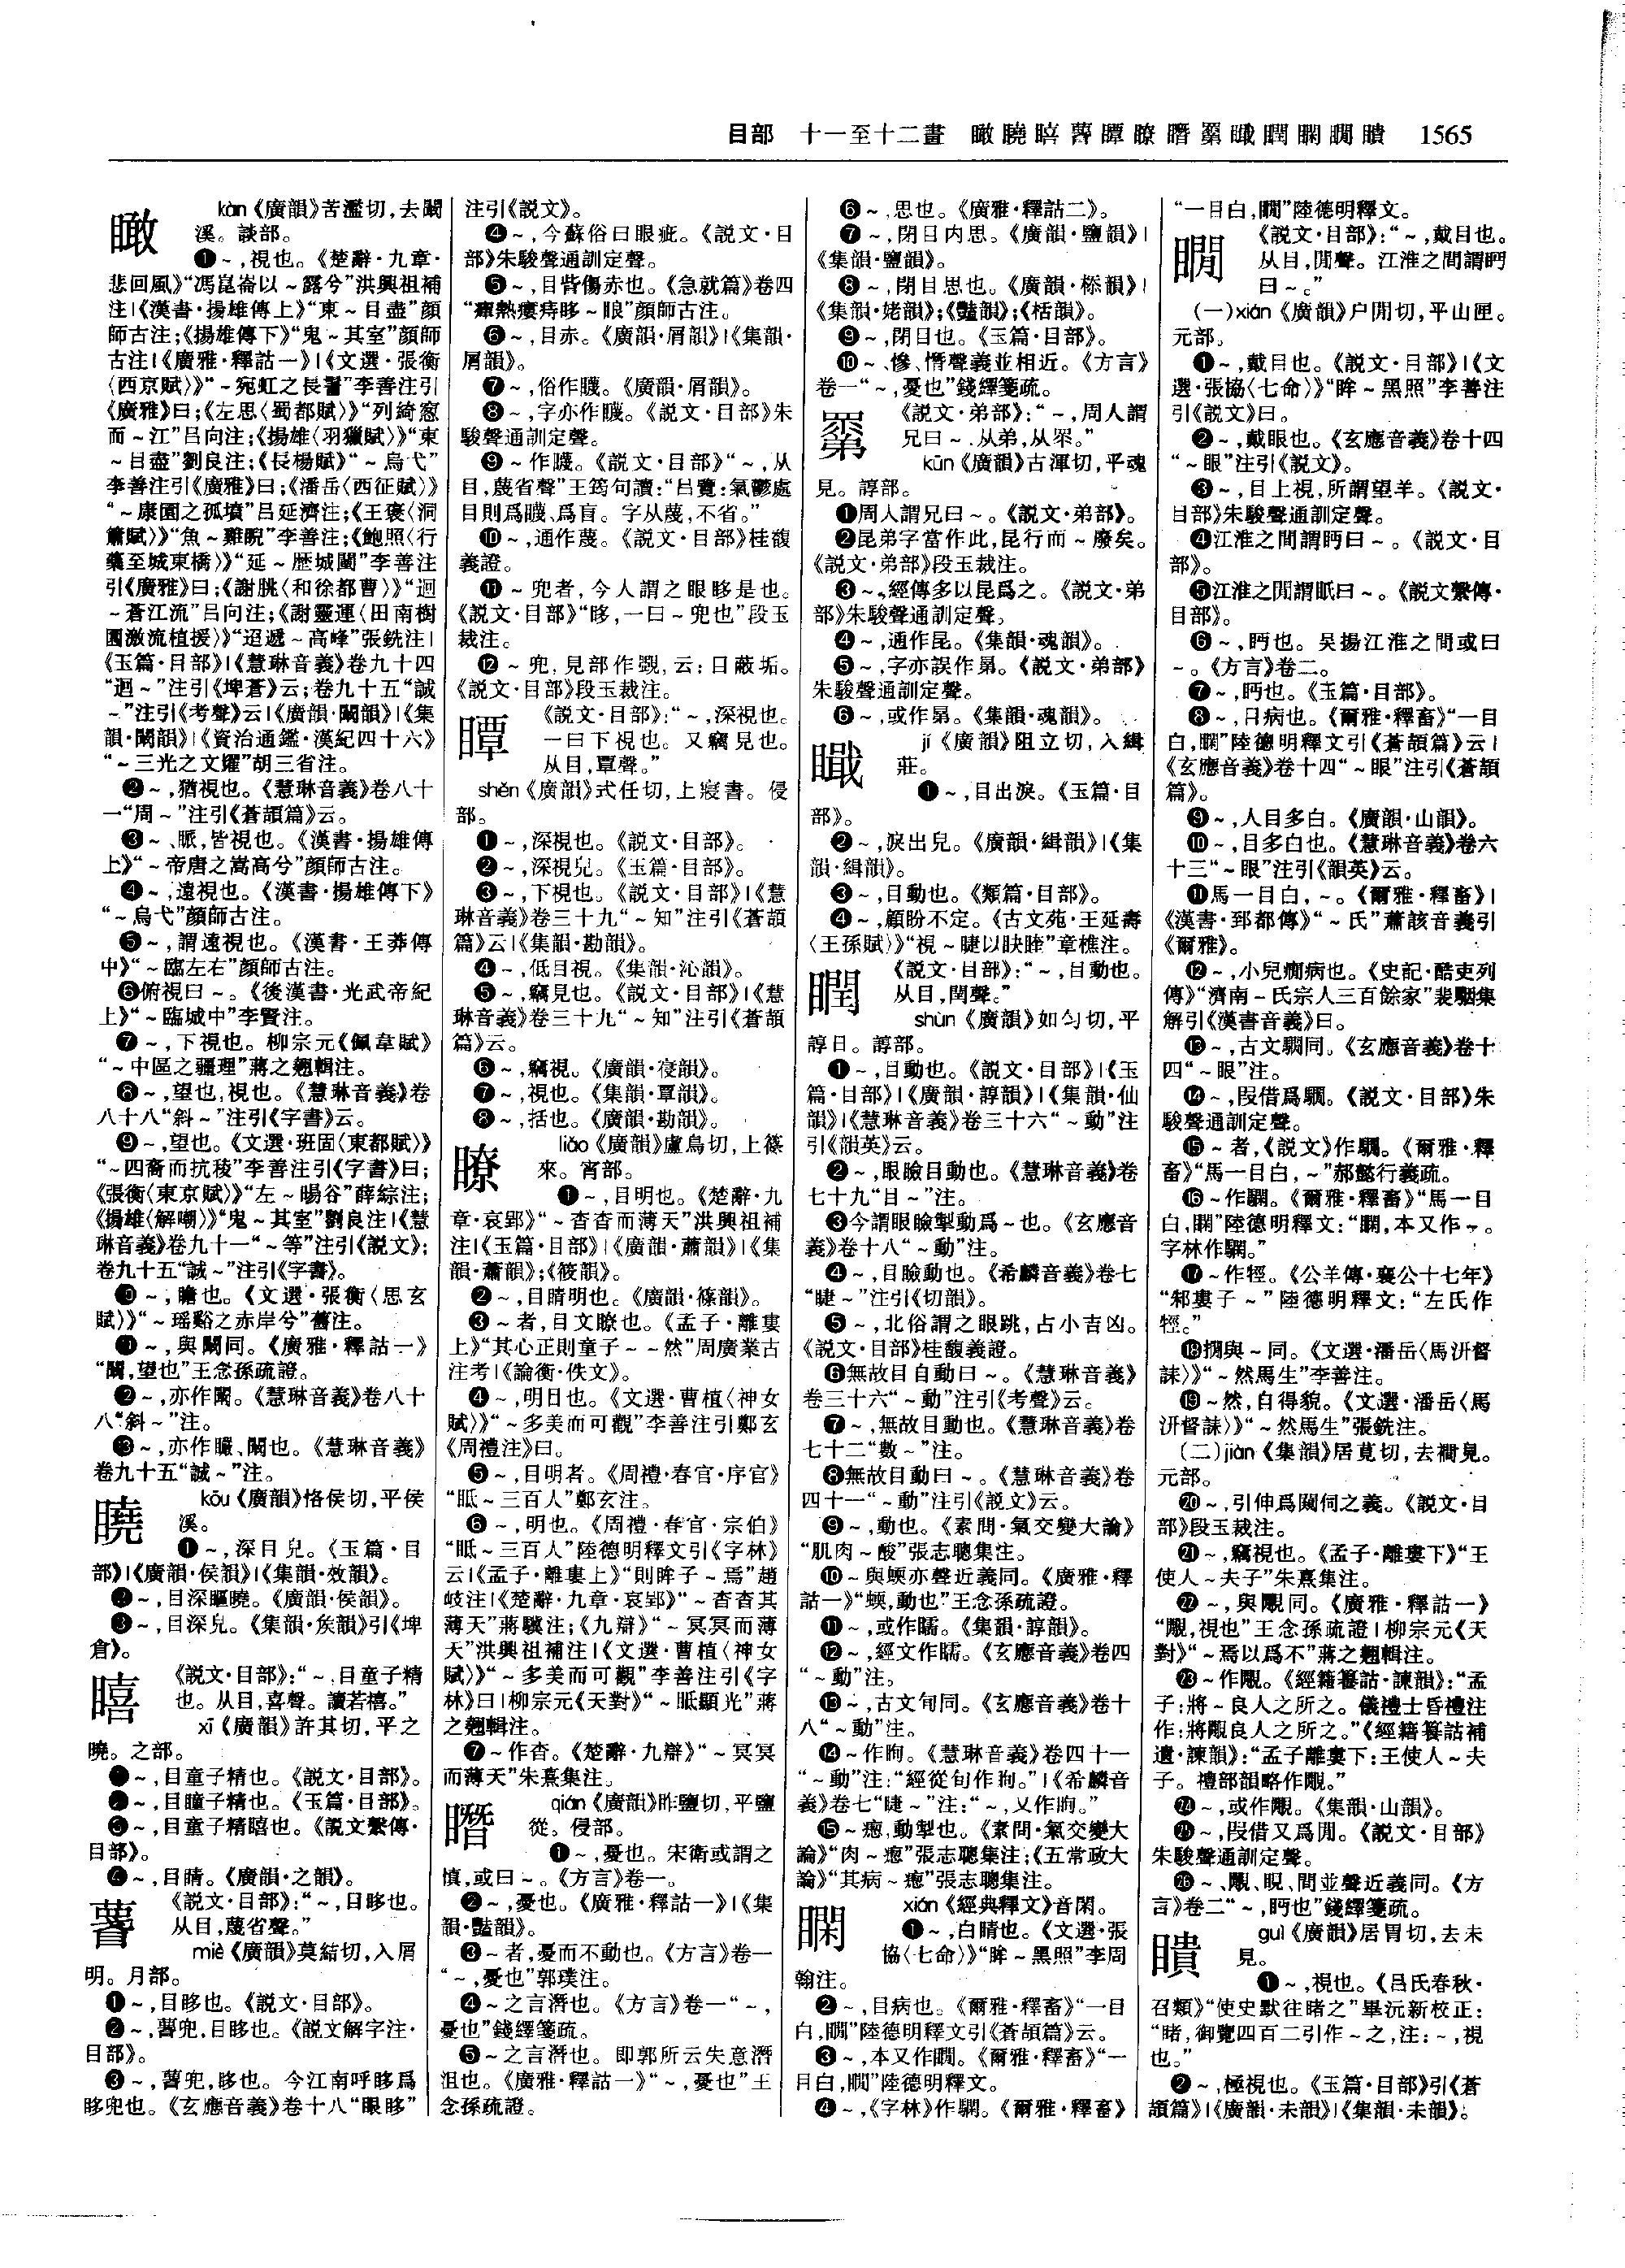 目部　十一至十二畫　瞰䁱瞦瞢瞫瞭䁮䍔䁒瞤瞯䁵瞶　1565
瞰
kàn《廣韻》苦濫切，去闞
溪。談部。
❶~，視也。《楚辭·九章·
悲回風》“馮崑崙以~霧兮”洪興祖補
注|《漢書·揚雄傳上》“東~目盡”顏
師古注；《揚雄傳下》“鬼~其室”顏師
古注|《廣雅·釋詁一》|《文選·張衡
〈西京賦〉》“~宛虹之長鬐”李善注引
《廣雅》曰；《左思〈蜀都賦〉》“列綺窻
而~江”吕向注；《揚雄〈羽獵賦〉》“東
~目盡”劉良注；《長楊賦》“~烏弋”
李善注引《廣雅》曰；《潘岳〈西征賦〉》
“~康園之孤墳”吕延濟注；《王褒〈洞
簫賦〉》“魚~雞睨”李善注；《鮑照〈行
藥至城東橋〉》“延~歷城闉”李善注
引《廣雅》曰；《謝朓〈和徐都曹〉》“迴
~蒼江流”吕向注；《謝靈運〈田南樹
園激流植援〉》“迢遞~高峰”張銑注|
《玉篇·目部》|《慧琳音義》卷九十四
“迴~”注引《埤蒼》云；卷九十五“誠
~”注引《考聲》云|《廣韻·闞韻》|《集
韻·闞韻》|《資治通鑑·漢紀四十六》
“~三光之文燿”胡三省注。
❷~，猶視也。《慧琳音義》卷八十
一“周~”注引《蒼頡篇》云。
❸~、脈，皆視也。《漢書·揚雄傳
上》“~帝唐之嵩高兮”顏師古注。
❹~，遠視也。《漢書·揚雄傳下》
“~烏弋”顏師古注。
❺~，謂遠視也。《漢書·王莽傳
中》“~臨左右”顏師古注。
❻俯視曰~。《後漢書·光武帝紀
上》“~臨城中”李賢注。
❼~，下視也。柳宗元《佩韋賦》
“~中區之疆理”蔣之翹輯注。
❽~，望也，視也。《慧琳音義》卷
八十八“斜~”注引《字書》云。
❾~，望也。《文選·班固〈東都賦〉》
“~四裔而抗稜”李善注引《字書》曰；
《張衡〈東京賦〉》“左~暘谷”薛綜注；
《揚雄〈解嘲〉》“鬼~其室”劉良注|《慧
琳音義》卷九十一“~等”注引《説文》；
卷九十五“誠~”注引《字書》。
❿~，瞻也。《文選·張衡〈思玄
賦〉》“~瑶谿之赤岸兮”舊注。
⓫~，與闞同。《廣雅·釋詁一》
“闞，望也”王念孫疏證。
⓬~，亦作闞。《慧琳音義》卷八十
八“斜~”注。
⓭~，亦作矙、闞也。《慧琳音義》
卷九十五“誠~”注。
䁱
kōu《廣韻》恪侯切，平侯
溪。
❶~，深目皃。《玉篇·目
部》|《廣韻·侯韻》|《集韻·效韻》。
❷~，目深䁱䁱。《廣韻·侯韻》。
❸~，目深皃。《集韻·矦韻》引《埤
倉》。
瞦
《説文·目部》：“~，目童子精
也。从目，喜聲。讀若禧。”
xī《廣韻》許其切，平之
曉。之部。
❶~，目童子精也。《説文·目部》。
❷~，目瞳子精也。《玉篇·目部》。
❸~，目童子精瞦也。《説文繫傳·
目部》。
❹~，目睛。《廣韻·之韻》。
《説文·目部》：“~，目眵也。
从目，蔑省聲。”
miè《廣韻》莫結切，入屑
明。月部。
❶~，目眵也。《説文·目部》。
❷~，兜，目眵也。《説文解字注·
目部》。
❸~，兜，眵也。今江南呼眵爲
眵兜也。《玄應音義》卷十八“眼眵”
注引《説文》。
❹~，今蘇俗曰眼疵。《説文·目
部》朱駿聲通訓定聲。
❺~，目眥傷赤也。《急就篇》卷四
“癉熱瘻痔眵~眼”顏師古注。
❻~，目赤。《廣韻·屑韻》|《集韻·
屑韻》。
❼~，俗作䁾。《廣韻·屑韻》。
❽~，字亦作䁾。《説文·目部》朱
駿聲通訓定聲。
❾~作䁾。《説文·目部》“~，从
目，蔑省聲”王筠句讀：“吕覽：氣鬱處
目則爲䁾、爲盲。字从蔑，不省。”
❿~，通作蔑。《説文·目部》桂馥
義證。
⓫~兜者，今人謂之眼眵是也。
《説文·目部》“眵，一曰~兜也”段玉
裁注。
⓬~兜，見部作覴，云：目蔽垢。
《説文·目部》段玉裁注。
瞫
《説文·目部》：“~，深視也。
一曰下視也。又竊見也。
从目，覃聲。”
shěn《廣韻》式任切，上寑書。侵
部。
❶~，深視也。《説文·目部》。
❷~，深視皃。《玉篇·目部》。
❸~，下視也。《説文·目部》|《慧
琳音義》卷三十九“~知”注引《蒼頡
篇》云|《集韻·勘韻》。
❹~，低目視。《集韻·沁韻》。
❺~，竊見也。《説文·目部》|《慧
琳音義》卷三十九“~知”注引《蒼頡
篇》云。
❻~，竊視。《廣韻·寑韻》。
❼~，視也。《集韻·覃韻》。
❽~，括也。《廣韻·勘韻》。
瞭
liǎo《廣韻》盧鳥切，上篠
來。宵部。
❶~，目明也。《楚辭·九
章·哀郢》“~杳杳而薄天”洪興祖補
注|《玉篇·目部》|《廣韻·蕭韻》|《集
韻·蕭韻》；《筱韻》。
❷~，目睛明也。《廣韻·篠韻》。
❸~者，目文瞭也。《孟子·離婁
上》“其心正則童子~~然”周廣業古
注考|《論衡·佚文》。
❹~，明目也。《文選·曹植〈神女
賦〉》“~多美而可觀”李善注引鄭玄
《周禮注》曰。
❺~，目明者。《周禮·春官·序官》
“眡~三百人”鄭玄注。
❻~，明也。《周禮·春官·宗伯》
“眡~三百人”陸德明釋文引《字林》
云|《孟子·離婁上》“則眸子~焉”趙
岐注|《楚辭·九章·哀郢》“~杳杳其
薄天”蔣驥注；《九辯》“~冥冥而薄
天”洪興祖補注|《文選·曹植〈神女
賦〉》“~多美而可觀”李善注引《字
林》曰|柳宗元《天對》“~眡顯光”蔣
之翹輯注。
❼~作杳。《楚辭·九辯》“~冥冥
而薄天”朱熹集注。
qián《廣韻》昨鹽切，平鹽
從。侵部。
❶~，憂也。宋衛或謂之
慎，或曰~。《方言》卷一。
❷~，憂也。《廣雅·釋詁一》|《集
韻·豔韻》。
❸~者，憂而不動也。《方言》卷一
“~，憂也”郭璞注。
❹~之言潛也。《方言》卷一“~，
憂也”錢繹箋疏。
❺~之言潛也。即郭所云失意潛
沮也。《廣雅·釋詁一》“~，憂也”王
念孫疏證。
❻~，思也。《廣雅·釋詁二》。
❼~，閉目内思。《廣韻·鹽韻》|
《集韻·鹽韻》。
❽~，閉目思也。《廣韻·㮇韻》|
《集韻·姥韻》；《豔韻》；《栝韻》。
❾~，閉目也。《玉篇·目部》。
❿~、慘、憯聲義並相近。《方言》
卷一“~，憂也”錢繹箋疏。
《説文·弟部》：“~，周人謂
兄曰~。从弟，从眔。”
kūn《廣韻》古渾切，平魂
見。諄部。
❶周人謂兄曰~。《説文·弟部》。
❷昆弟字當作此，昆行而~廢矣。
《説文·弟部》段玉裁注。
❸~，經傳多以昆爲之。《説文·弟
部》朱駿聲通訓定聲。
❹~，通作昆。《集韻·魂韻》。
❺~，字亦誤作晜。《説文·弟部》
朱駿聲通訓定聲。
❻~，或作晜。《集韻·魂韻》。
jí《廣韻》阻立切，入緝
莊。
❶~，目出淚。《玉篇·目
部》。
❷~，淚出皃。《廣韻·緝韻》|《集
韻·緝韻》。
❸~，目動也。《類篇·目部》。
❹~，顧盼不定。《古文苑·王延壽
〈王孫賦〉》“視~睫以䀹睫”章樵注。
瞤
《説文·目部》：“~，目動也。
从目，閏聲。”
shùn《廣韻》如匀切，平
諄日。諄部。
❶~，目動也。《説文·目部》|《玉
篇·目部》|《廣韻·諄韻》|《集韻·仙
韻》|《慧琳音義》卷三十六“~動”注
引《韻英》云。
❷~，眼瞼目動也。《慧琳音義》卷
七十九“目~”注。
❸今謂眼瞼掣動爲~也。《玄應音
義》卷十八“~動”注。
❹~，目瞼動也。《希麟音義》卷七
“睫~”注引《切韻》。
❺~，北俗謂之眼跳，占小吉凶。
《説文·目部》桂馥義證。
❻無故目自動曰~。《慧琳音義》
卷三十六“~動”注引《考聲》云。
❼~，無故目動也。《慧琳音義》卷
七十二“數~”注。
❽無故目動曰~。《慧琳音義》卷
四十一“~動”注引《説文》云。
❾~，動也。《素問·氣交變大論》
“肌肉~酸”張志聰集注。
❿~與蝡亦聲近義同。《廣雅·釋
詁一》“蝡，動也”王念孫疏證。
⓫~，或作瞤。《集韻·諄韻》。
⓬~，經文作臑。《玄應音義》卷四
“~動”注。
⓭~，古文旬同。《玄應音義》卷十
八“~動”注。
⓮~作眴。《慧琳音義》卷四十一
“~動”注：“經從旬作眴。”|《希麟音
義》卷七“睫~”注：“~，又作眴。”
⓯~瘛，動掣也。《素問·氣交變大
論》“肉~瘛”張志聰集注；《五常政大
論》“其病~瘛”張志聰集注。
xián《經典釋文》音閑。
❶~，白睛也。《文選·張
協〈七命〉》“眸~黑照”李周
翰注。
❷~，目病也。《爾雅·釋畜》“一目
白，瞯”陸德明釋文引《蒼頡篇》云。
❸~，本又作瞯。《爾雅·釋畜》“一
目白，瞯”陸德明釋文。
❹~，《字林》作䮗。《爾雅·釋畜》
“一目白，瞯”陸德明釋文。
瞯
《説文·目部》：“~，戴目也。
从目，閒聲。江淮之間謂眄
曰~。”
(一)xián《廣韻》户閒切，平山匣。
元部。
❶~，戴目也。《説文·目部》|《文
選·張協〈七命〉》“眸~黑照”李善注
引《説文》曰。
❷~，戴眼也。《玄應音義》卷十四
“~眼”注引《説文》。
❸~，目上視，所謂望羊。《説文·
目部》朱駿聲通訓定聲。
❹江淮之間謂眄曰~。《説文·目
部》。
❺江淮之閒謂眡曰~。《説文繫傳·
目部》。
❻~，眄也。吴揚江淮之間或曰
~。《方言》卷二。
❼~，眄也。《玉篇·目部》。
❽~，目病也。《爾雅·釋畜》“一目
白，瞯”陸德明釋文引《蒼頡篇》云|
《玄應音義》卷十四“~眼”注引《蒼頡
篇》。
❾~，人目多白。《廣韻·山韻》。
❿~，目多白也。《慧琳音義》卷六
十三“~眼”注引《韻英》云。
⓫馬一目白，~。《爾雅·釋畜》|
《漢書·郅都傳》“~氏”蕭該音義引
《爾雅》。
⓬~，小兒癇病也。《史記·酷吏列
傳》“濟南~氏宗人三百餘家”裴駰集
解引《漢書音義》曰。
⓭~，古文䮗同。《玄應音義》卷十
四“~眼”注。
⓮~，叚借爲䮗。《説文·目部》朱
駿聲通訓定聲。
⓯~者，《説文》作䮗。《爾雅·釋
畜》“馬一目白，~”郝懿行義疏。
⓰~作䮗。《爾雅·釋畜》“馬一目
白，瞯”陸德明釋文：“瞯，本又作~。
字林作䮗。”
⓱~作䡰。《公羊傳·襄公十七年》
“邾婁子~”陸德明釋文：“左氏作
牼。”
⓲撊與~同。《文選·潘岳〈馬汧督
誄〉》“~然馬生”李善注。
⓳~然，自得貌。《文選·潘岳〈馬
汧督誄〉》“~然馬生”張銑注。
(二)jiàn《集韻》居莧切，去襇見。
元部。
⓴~，引伸爲闚伺之義。《説文·目
部》段玉裁注。
㉑~，竊視也。《孟子·離婁下》“王
使人~夫子”朱熹集注。
㉒~，與覵同。《廣雅·釋詁一》
“覵，視也”王念孫疏證|柳宗元《天
對》“~焉以爲不”蔣之翹輯注。
㉓~作覵。《經籍籑詁·諫韻》：“孟
子：將~良人之所之。儀禮士昏禮注
作：將覵良人之所之。”《經籍籑詁補
遺·諫韻》：“孟子離婁下：王使人~夫
子。禮部韻略作覵。”
㉔~，或作覵。《集韻·山韻》。
㉕~，叚借又爲閒。《説文·目部》
朱駿聲通訓定聲。
㉖~、覵、晛、間並聲近義同。《方
言》卷二“~，眄也”錢繹箋疏。
瞶
guì《廣韻》居胃切，去未
見。
❶~，視也。《吕氏春秋·
召類》“使史默往睹之”畢沅新校正：
“睹，御覽四百二引作~之，注：~，視
也。”
❷~，極視也。《玉篇·目部》引《蒼
頡篇》|《廣韻·未韻》|《集韻·未韻》。